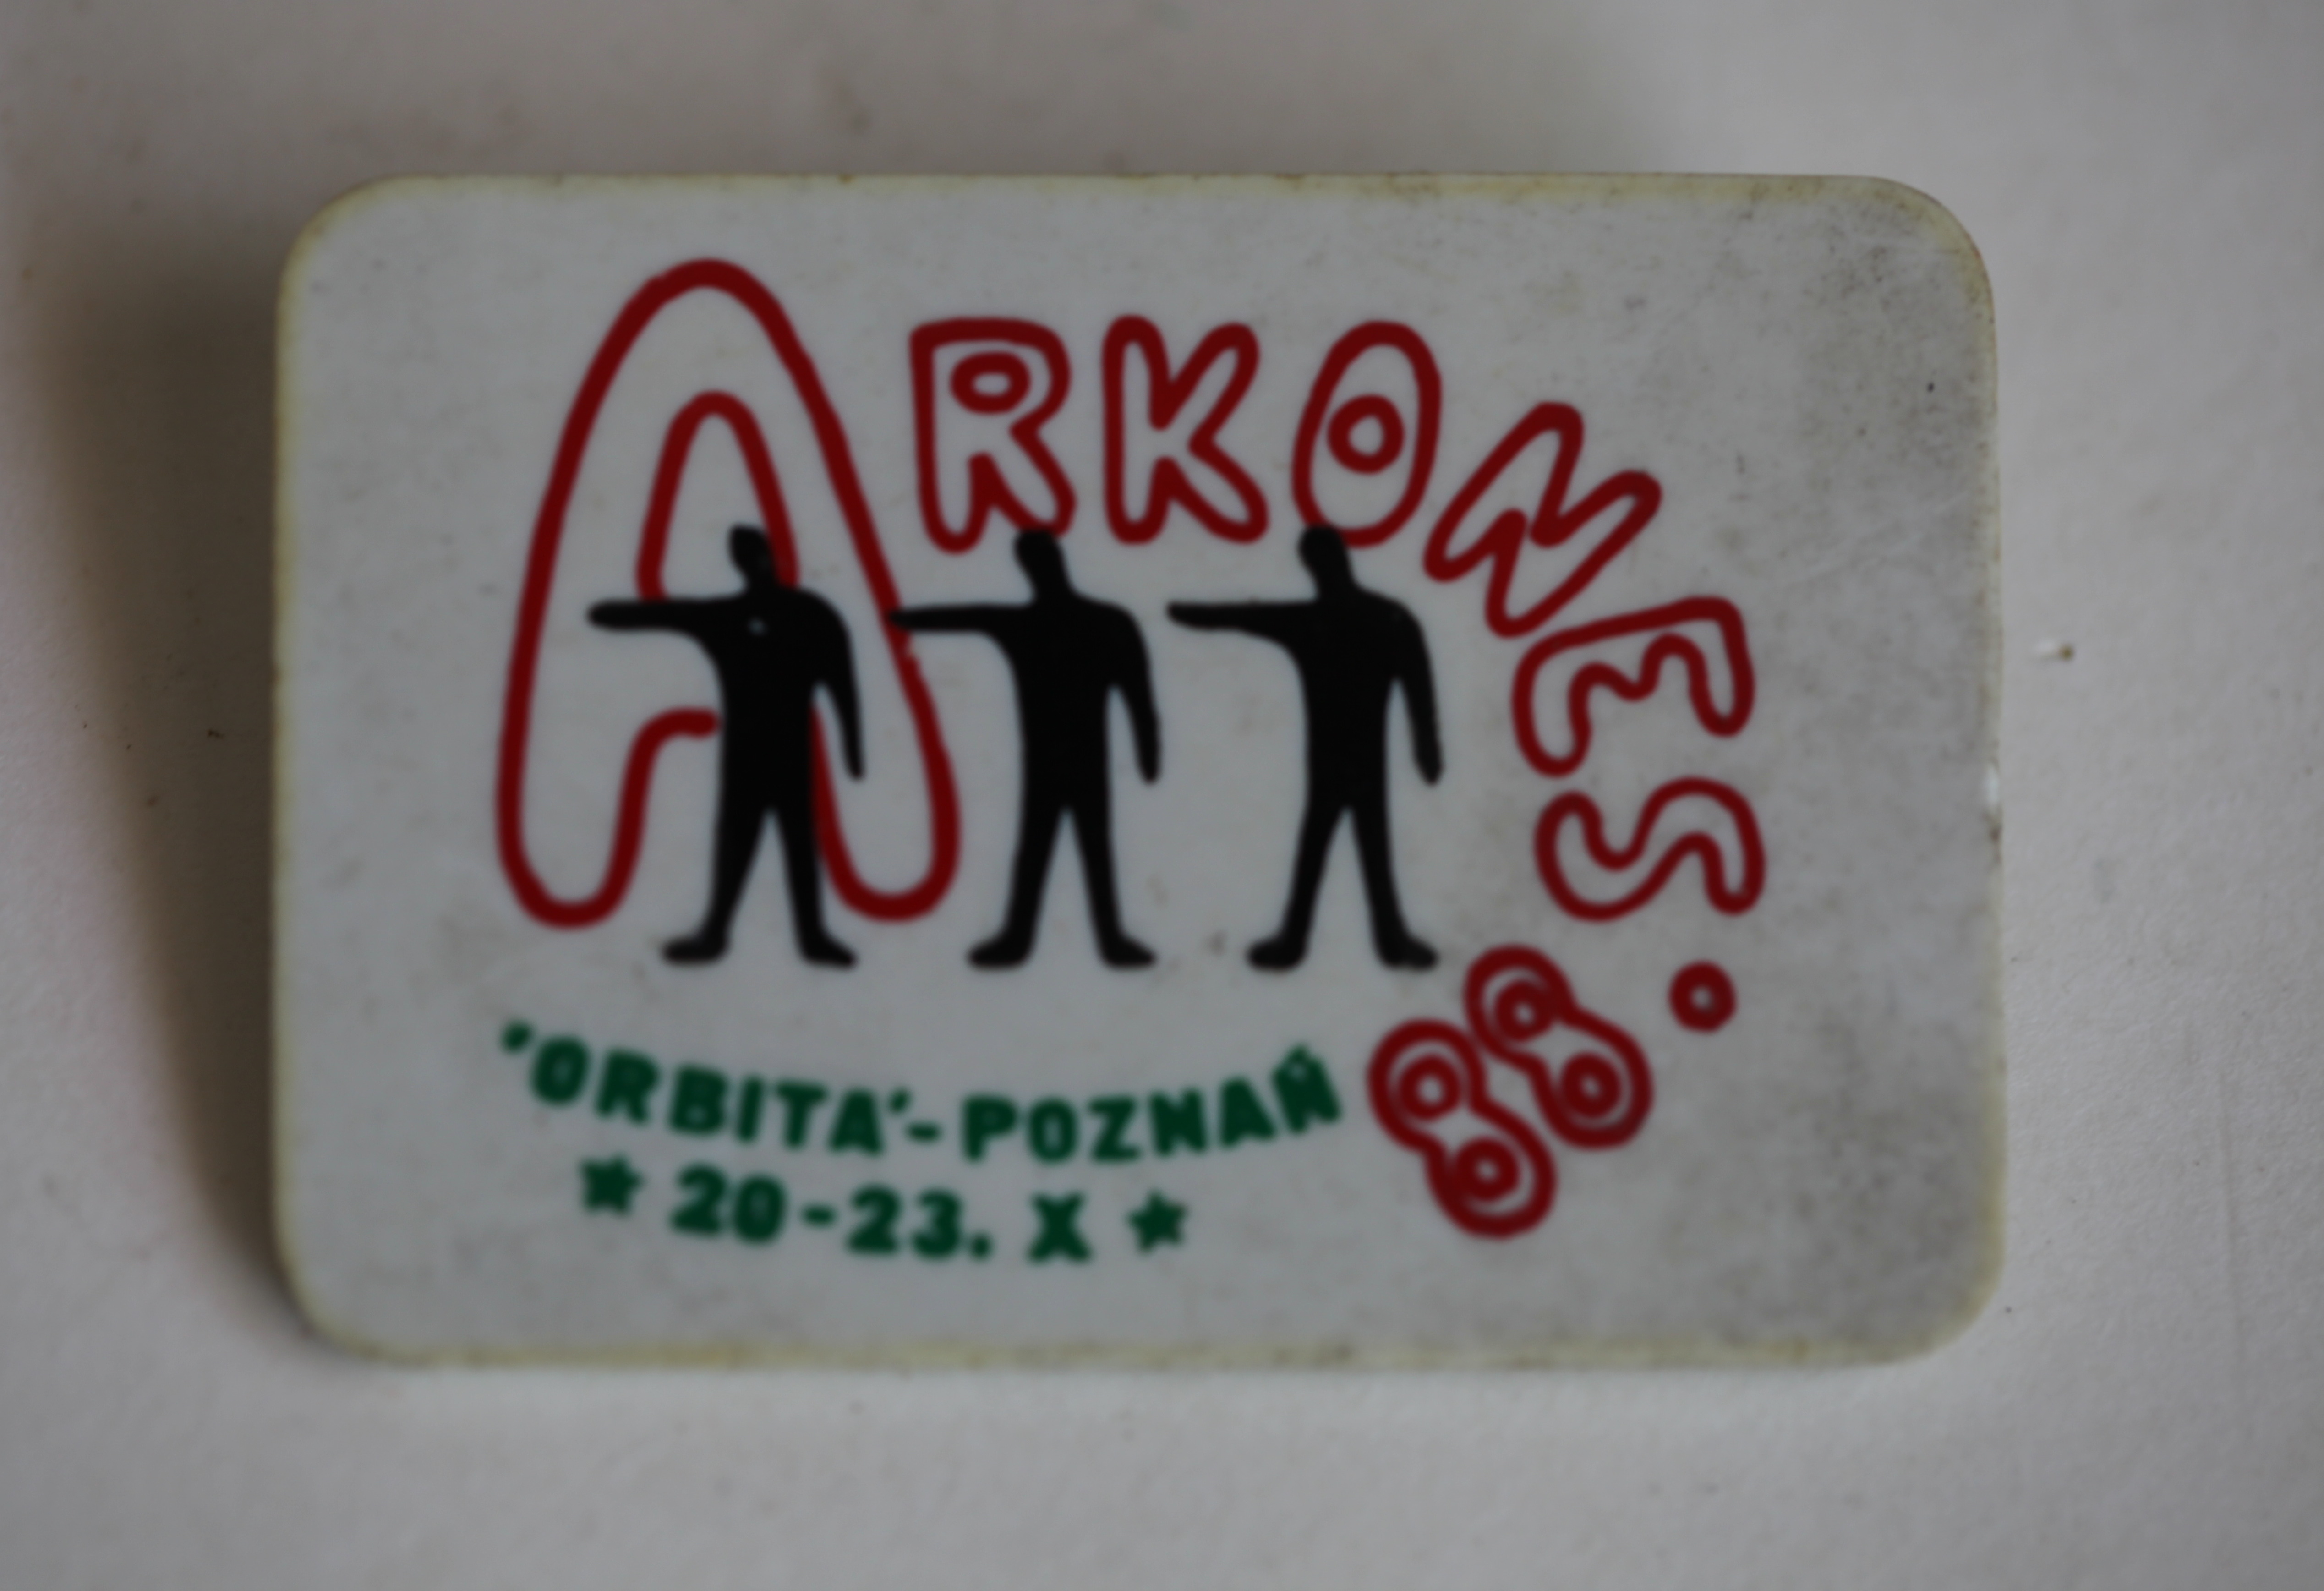 ARKONES. 88
'ORBITA'-POZNAŃ
★ 20-23. X ★